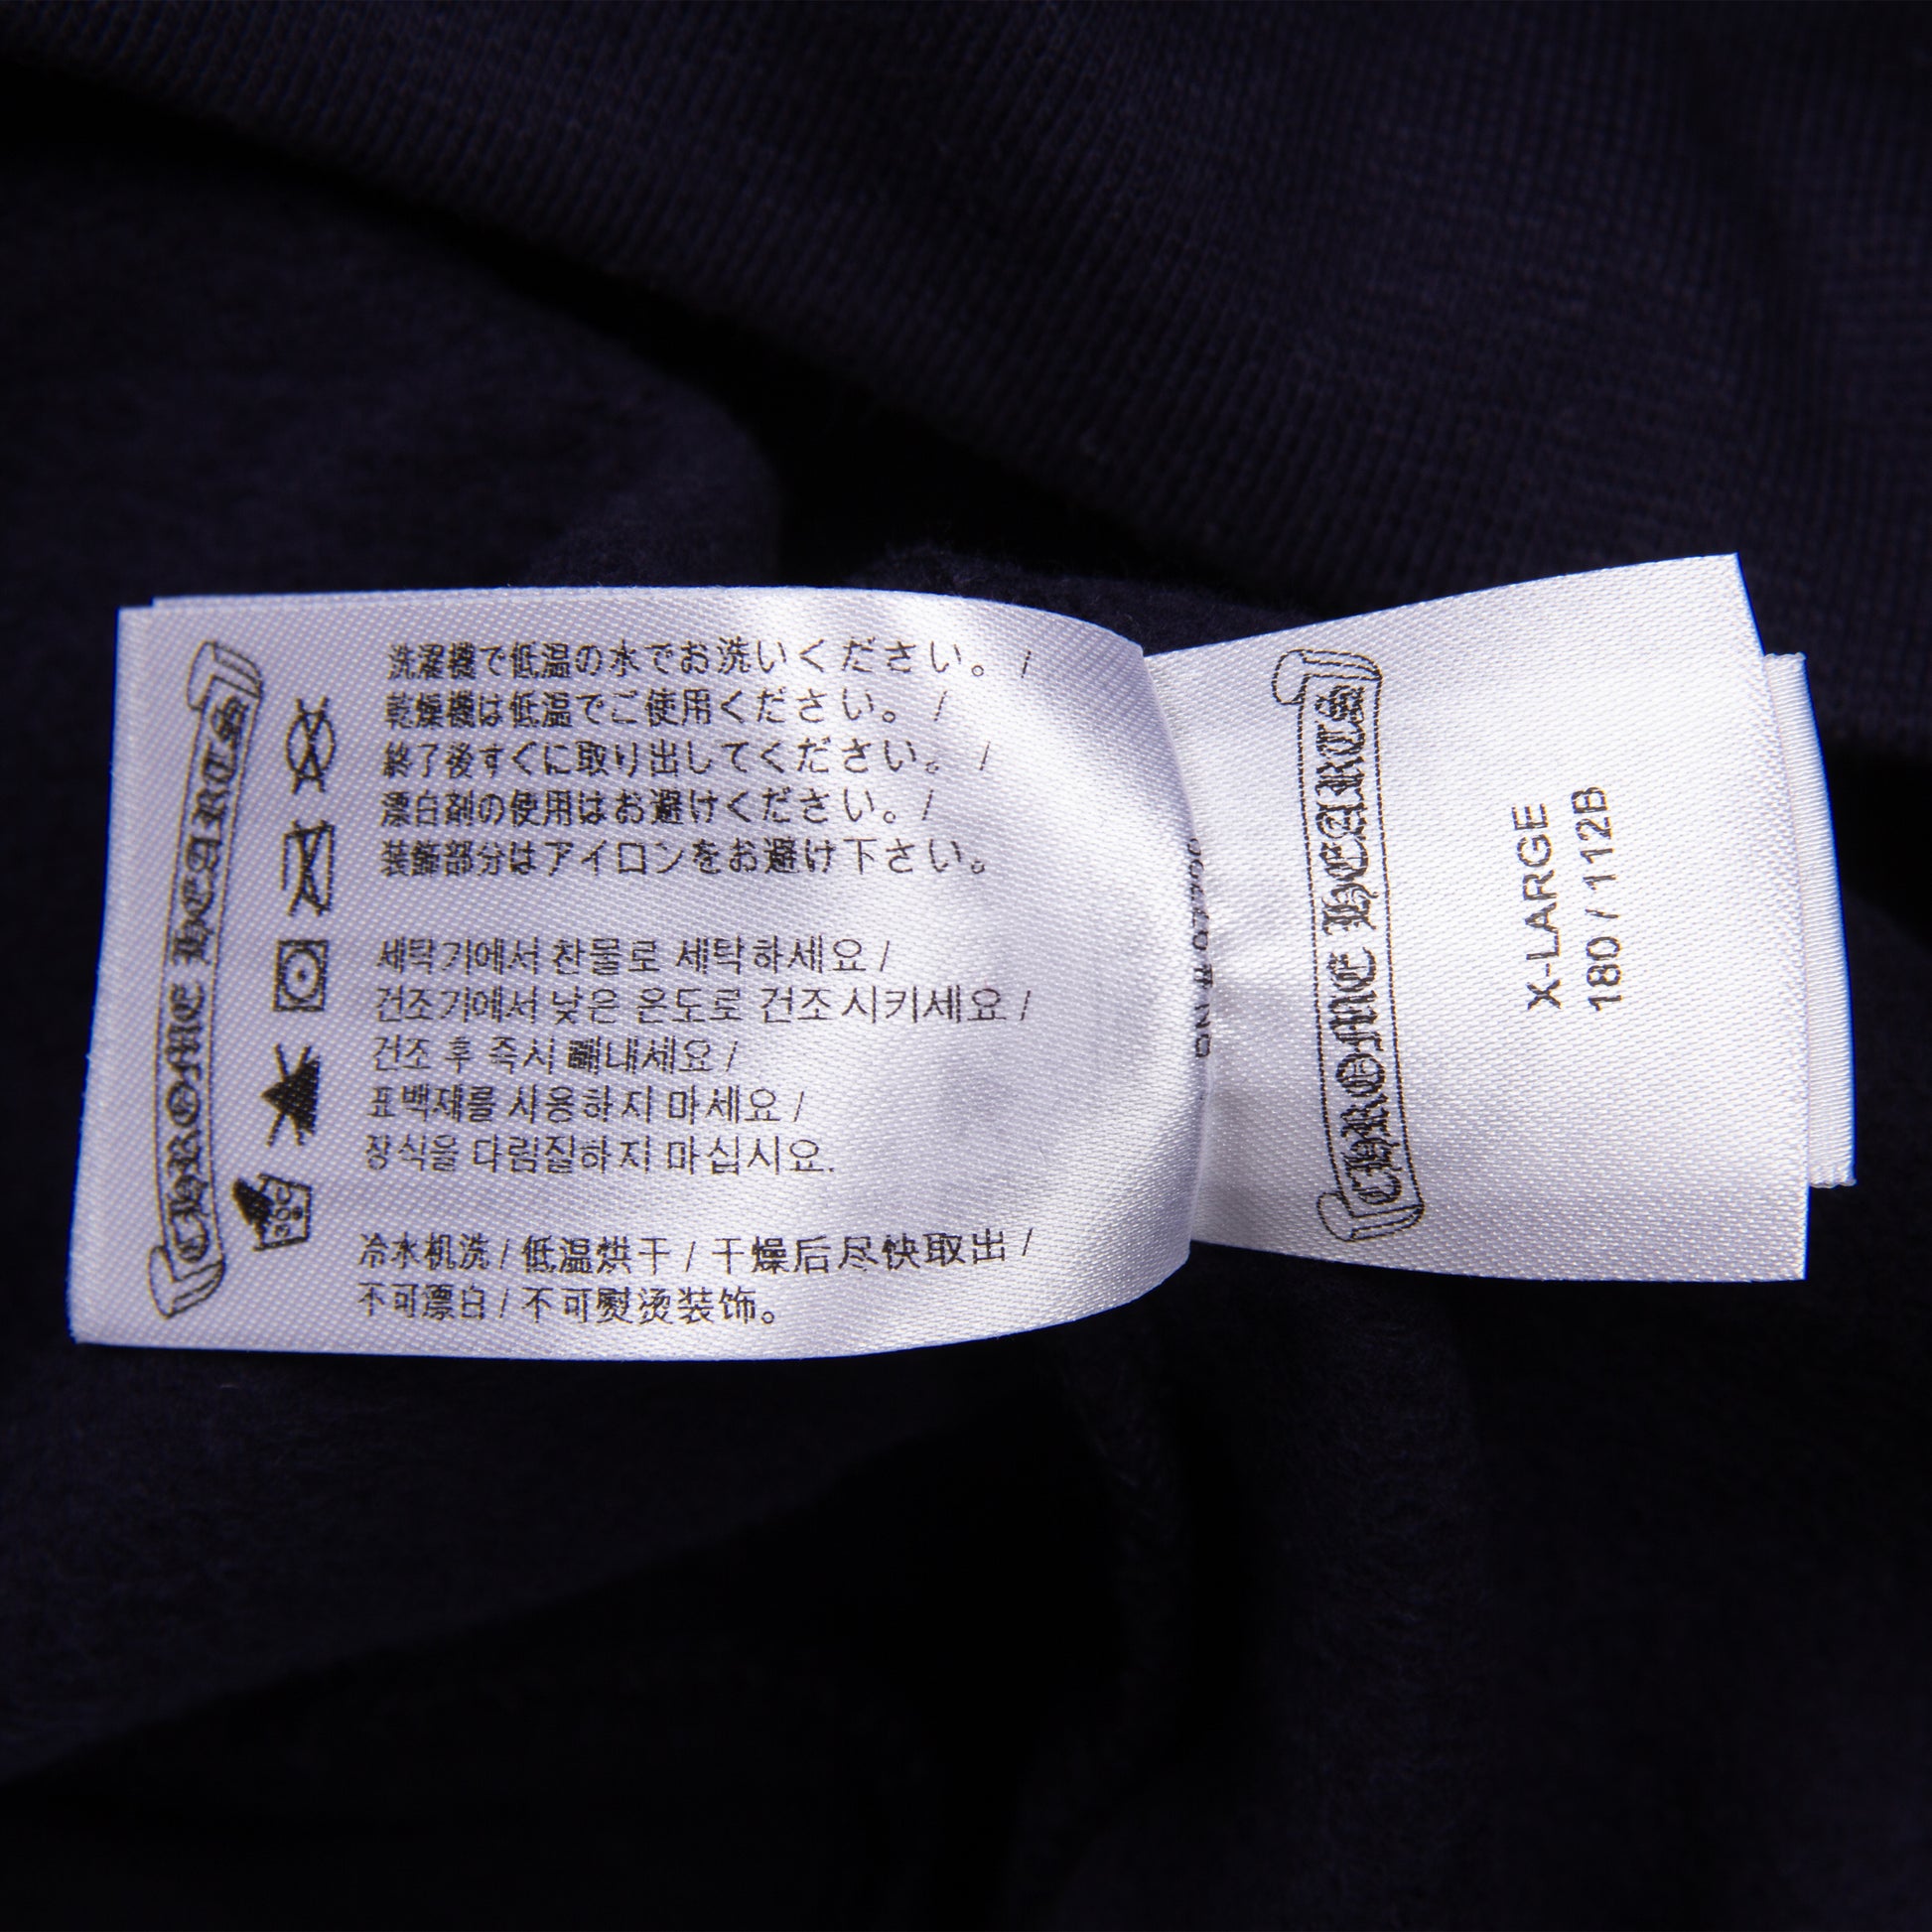 CHROME HEARTS
洗濯機で低温の水でお洗いください。 /
乾燥機は低温でご使用ください。 /
終了後すぐに取り出してください。 /
漂白剤の使用はお避けください。 /
装飾部分はアイロンをお避け下さい。
세탁기에서 찬물로 세탁하세요 /
건조기에서 낮은 온도로 건조시키세요 /
건조 후 즉시 빼내세요 /
표백제를 사용하지 마세요 /
장식을 다림질하지 마십시요.
冷水机洗 / 低温烘干 / 干燥后尽快取出 /
不可漂白 / 不可熨烫装饰。
30C
CHROME HEARTS
X-LARGE
180 / 112B